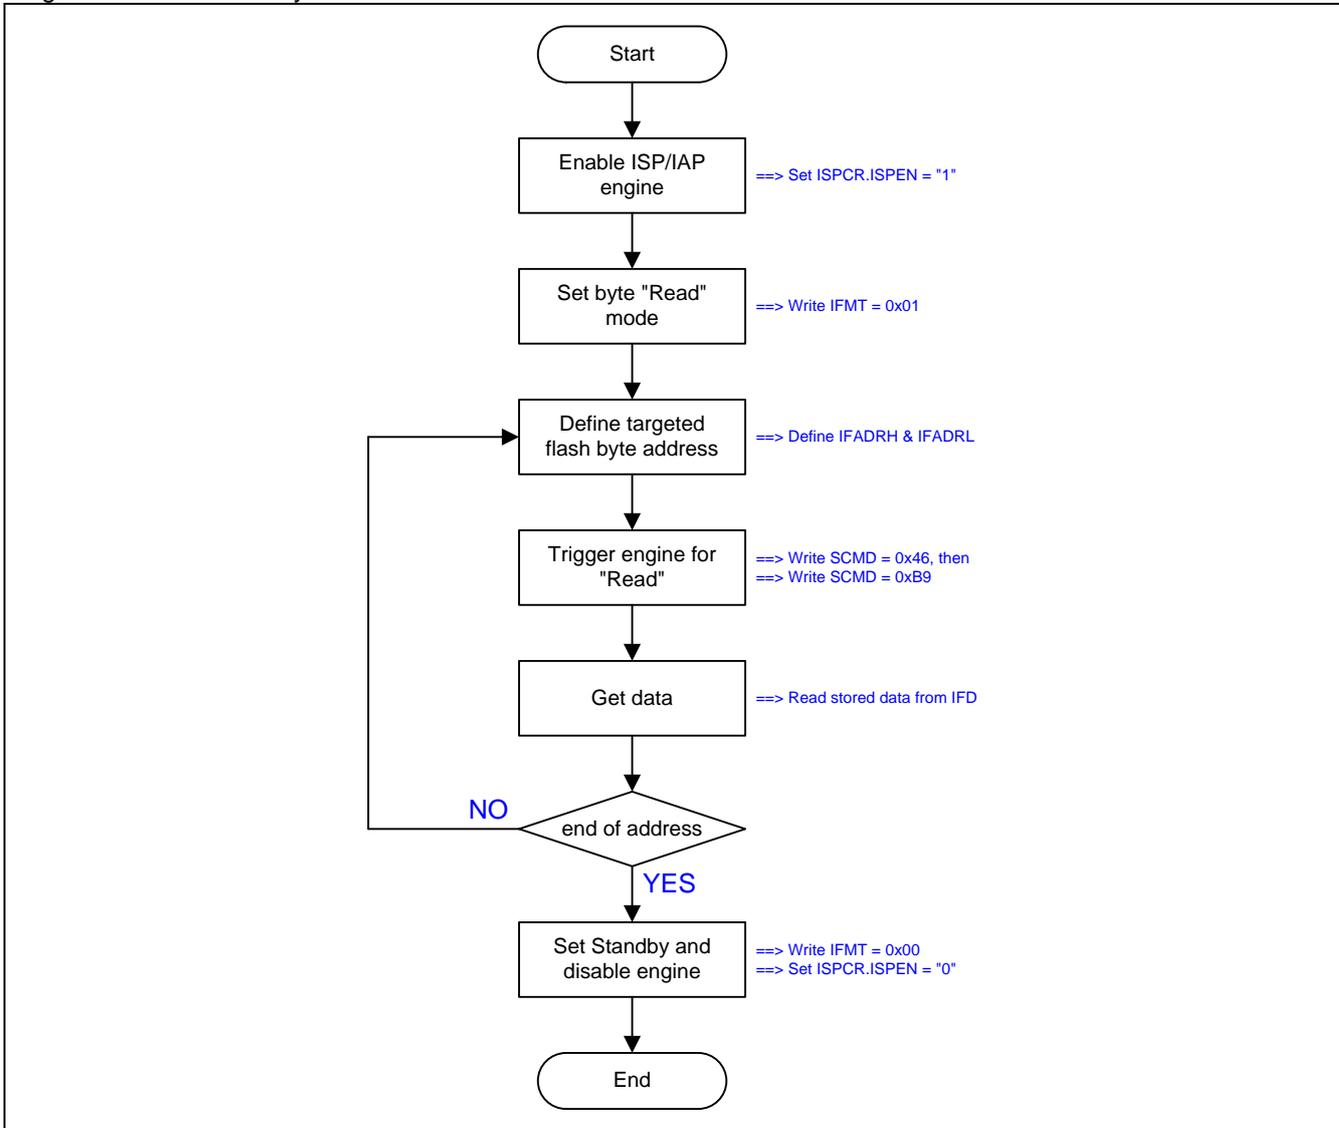 Start
Enable ISP/IAP
engine
==> Set ISPCR.ISPEN = "1"
Set byte "Read"
mode
==> Write IFMT = 0x01
Define targeted
flash byte address
==> Define IFADRH & IFADRL
Trigger engine for
"Read"
==> Write SCMD = 0x46, then
==> Write SCMD = 0xB9
Get data
==> Read stored data from IFD
NO
end of address
YES
Set Standby and
disable engine
==> Write IFMT = 0x00
==> Set ISPCR.ISPEN = "0"
End